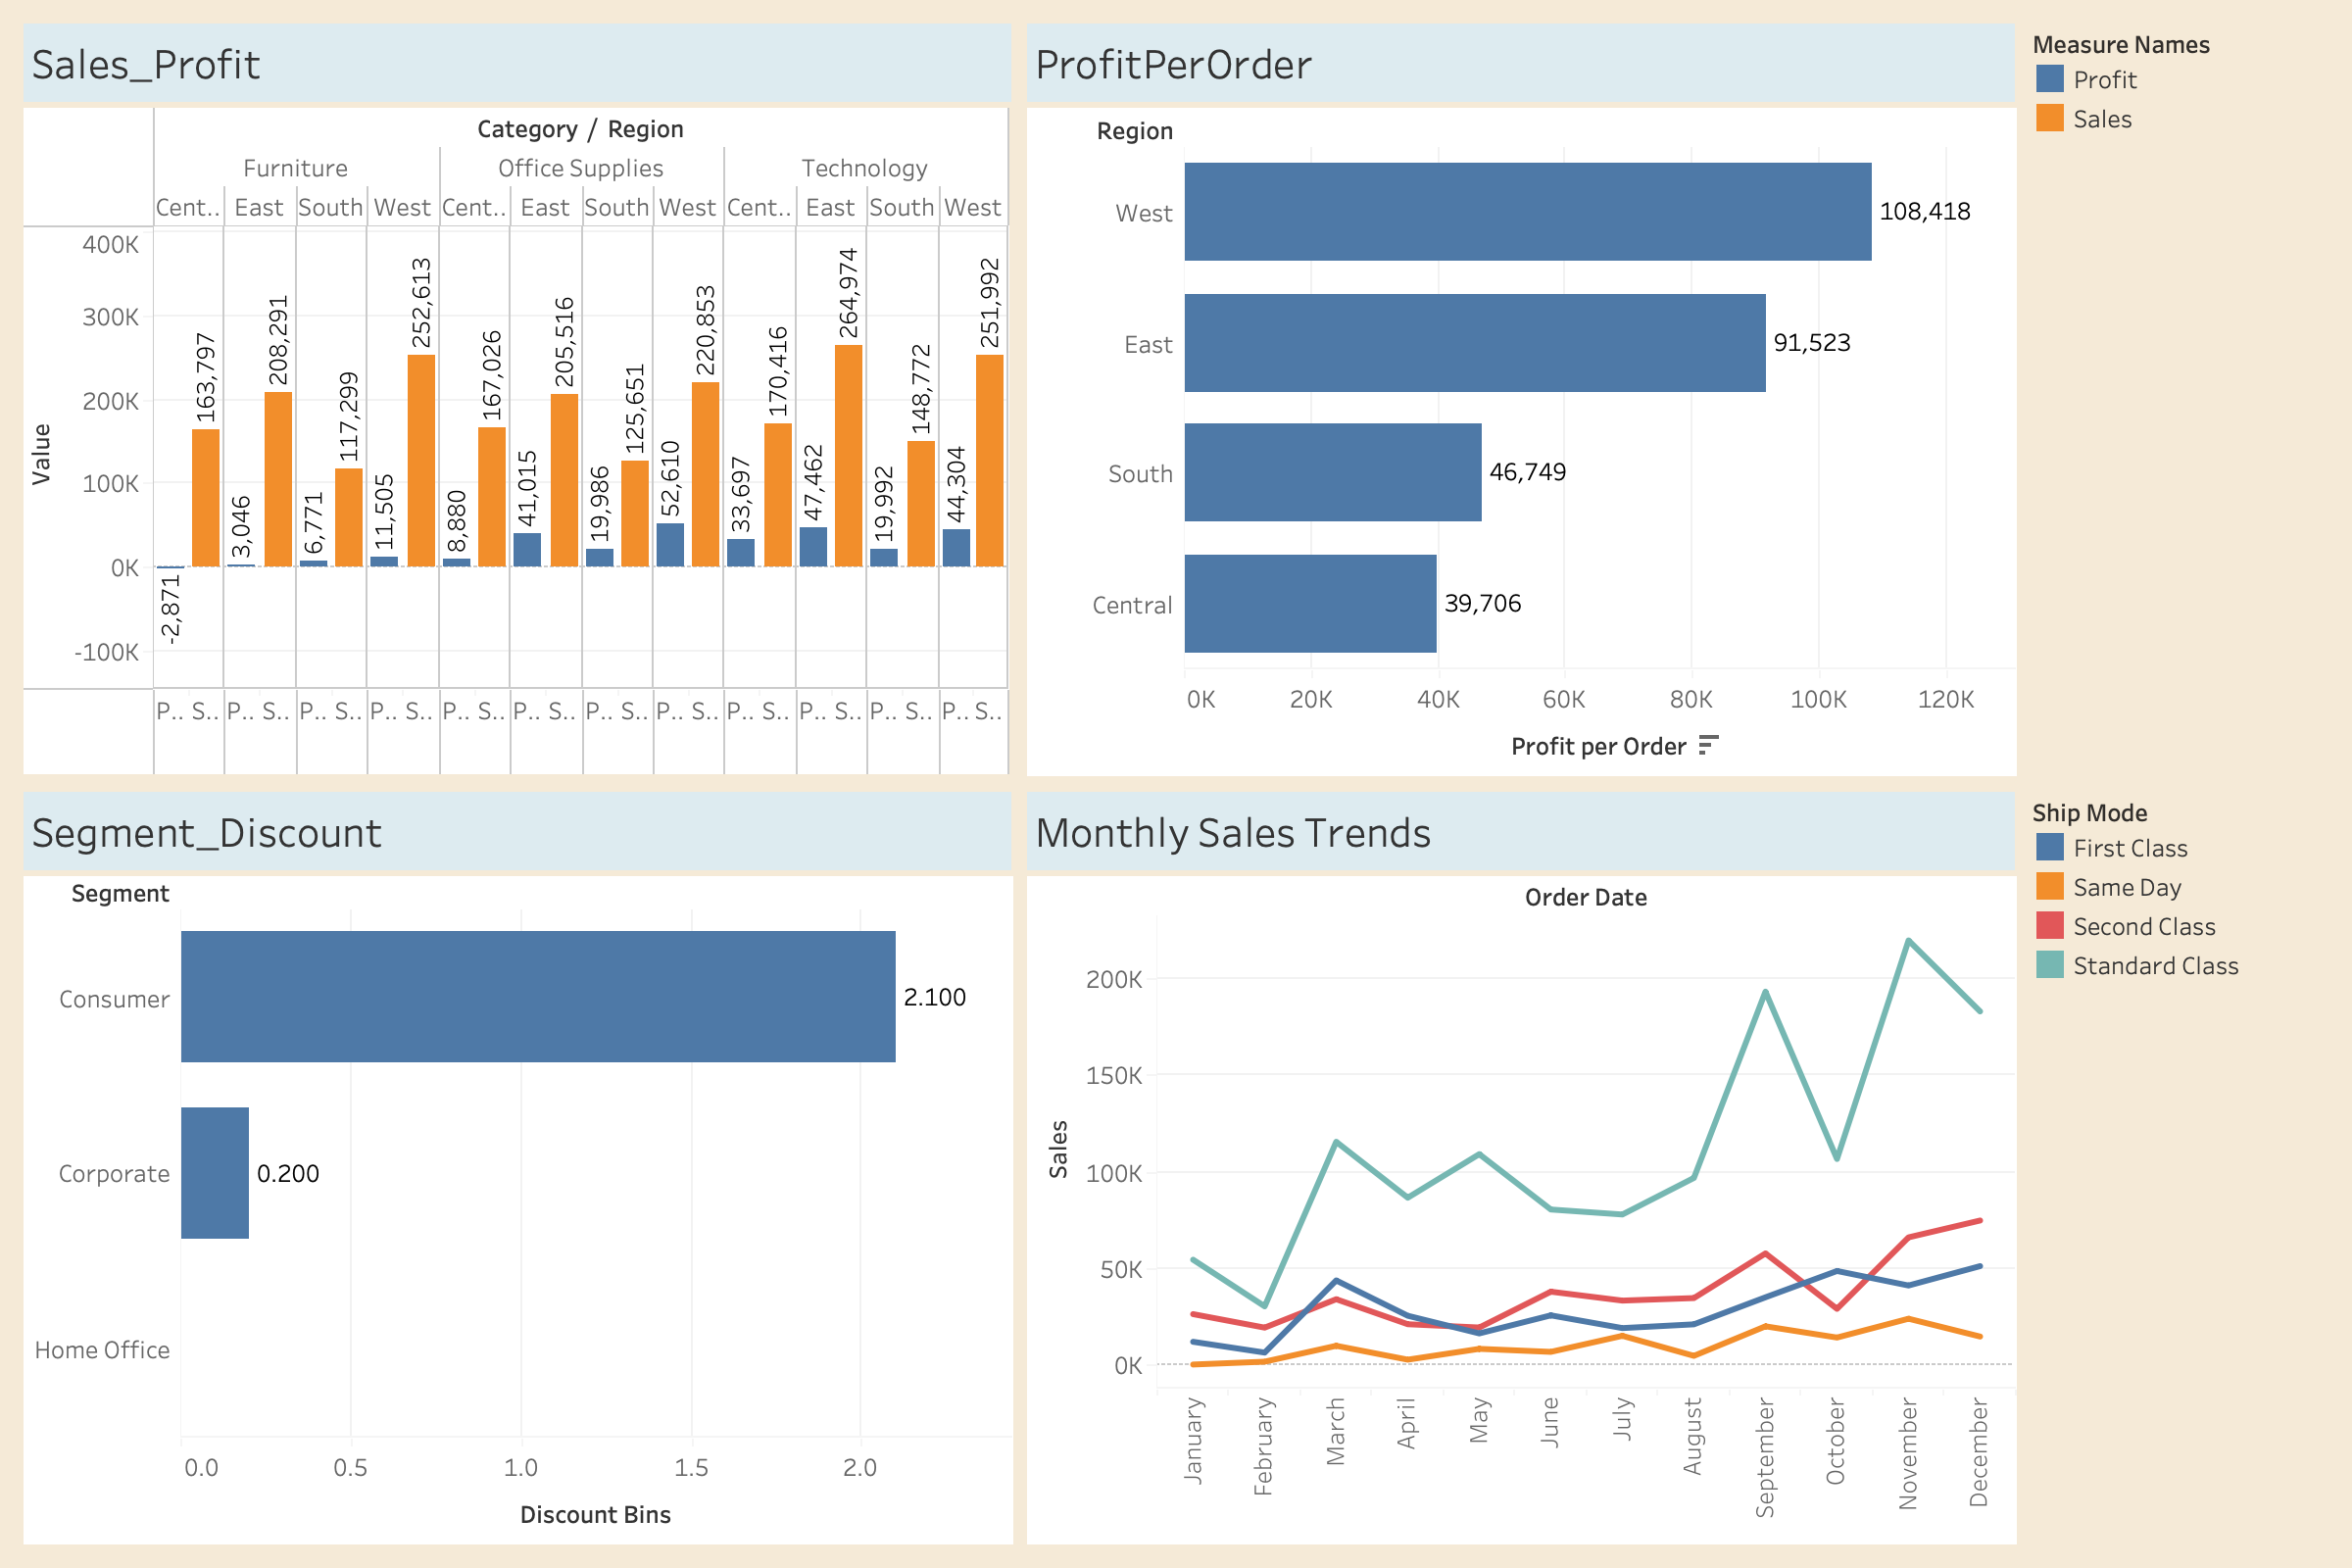 Sales_Profit
Category / Region
Furniture Office Supplies Technology
Cent.. East South West Cent.. East South West Cent.. East South West
Value
400K
300K
200K
100K
0K
-100K
-2,871 163,797 3,046 208,291 6,771 117,299 11,505 252,613 8,880 167,026 41,015 205,516 19,986 125,651 52,610 220,853 33,697 170,416 47,462 264,974 19,992 148,772 44,304 251,992
P.. S.. P.. S.. P.. S.. P.. S.. P.. S.. P.. S.. P.. S.. P.. S.. P.. S.. P.. S.. P.. S.. P.. S..
ProfitPerOrder
Region
West 108,418
East 91,523
South 46,749
Central 39,706
0K 20K 40K 60K 80K 100K 120K
Profit per Order
Measure Names
Profit
Sales
Segment_Discount
Segment
Consumer 2.100
Corporate 0.200
Home Office
0.0 0.5 1.0 1.5 2.0
Discount Bins
Monthly Sales Trends
Order Date
Sales
200K
150K
100K
50K
0K
January February March April May June July August September October November December
Ship Mode
First Class
Same Day
Second Class
Standard Class